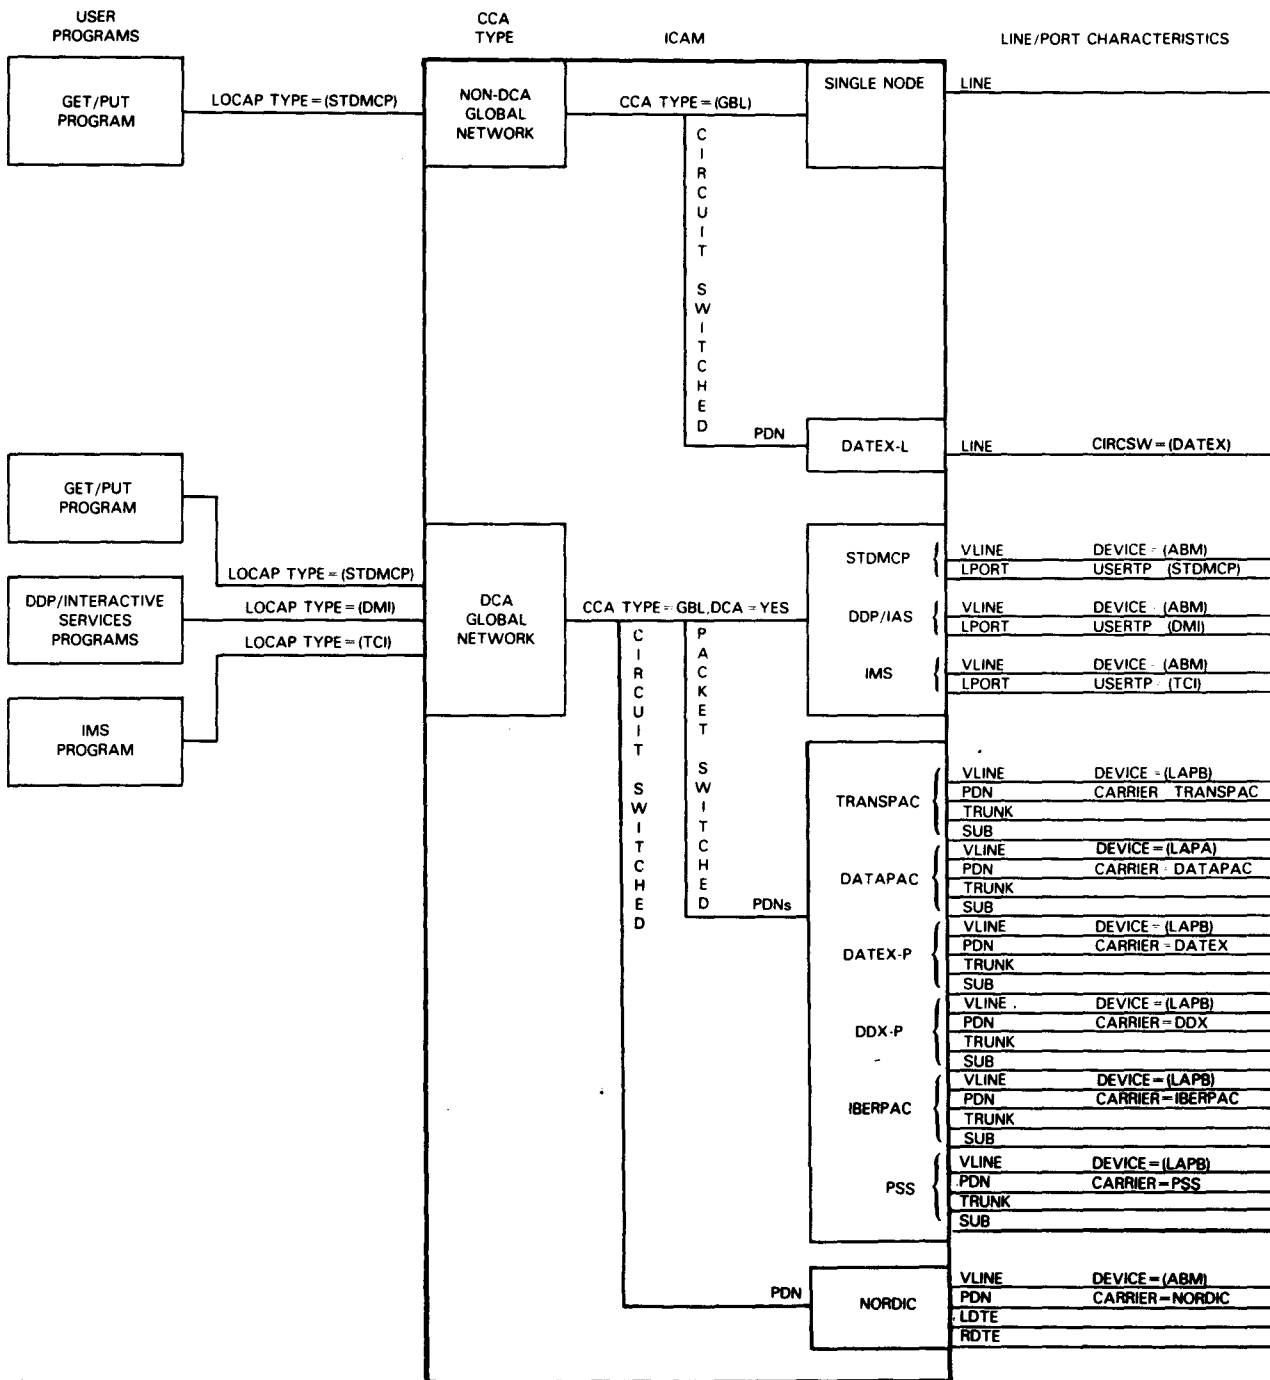 USER
PROGRAMS
CCA
TYPE
ICAM
LINE/PORT CHARACTERISTICS
GET/PUT
PROGRAM
LOCAP TYPE=(STDMCP)
NON-DCA
GLOBAL
NETWORK
CCA TYPE=(GBL)
SINGLE NODE
LINE
CIRCUIT SWITCHED
PDN
DATEX-L
LINE CIRCSW=(DATEX)
GET/PUT
PROGRAM
LOCAP TYPE=(STDMCP)
DDP/INTERACTIVE
SERVICES
PROGRAMS
LOCAP TYPE=(DMI)
LOCAP TYPE=(TCI)
IMS
PROGRAM
DCA
GLOBAL
NETWORK
CCA TYPE=GBL,DCA=YES
CIRCUIT SWITCHED
PACKET SWITCHED
STDMCP
VLINE DEVICE=(ABM)
LPORT USERTP (STDMCP)
DDP/IAS
VLINE DEVICE (ABM)
LPORT USERTP (DMI)
IMS
VLINE DEVICE (ABM)
LPORT USERTP (TCI)
PDNs
TRANSPAC
VLINE DEVICE=(LAPB)
PDN CARRIER TRANSPAC
TRUNK
SUB
DATAPAC
VLINE DEVICE=(LAPA)
PDN CARRIER=DATAPAC
TRUNK
SUB
DATEX-P
VLINE DEVICE=(LAPB)
PDN CARRIER=DATEX
TRUNK
SUB
DDX-P
VLINE DEVICE=(LAPB)
PDN CARRIER=DDX
TRUNK
SUB
IBERPAC
VLINE DEVICE=(LAPB)
PDN CARRIER=IBERPAC
TRUNK
SUB
PSS
VLINE DEVICE=(LAPB)
PDN CARRIER=PSS
TRUNK
SUB
PDN
NORDIC
VLINE DEVICE=(ABM)
PDN CARRIER=NORDIC
LDTE
RDTE